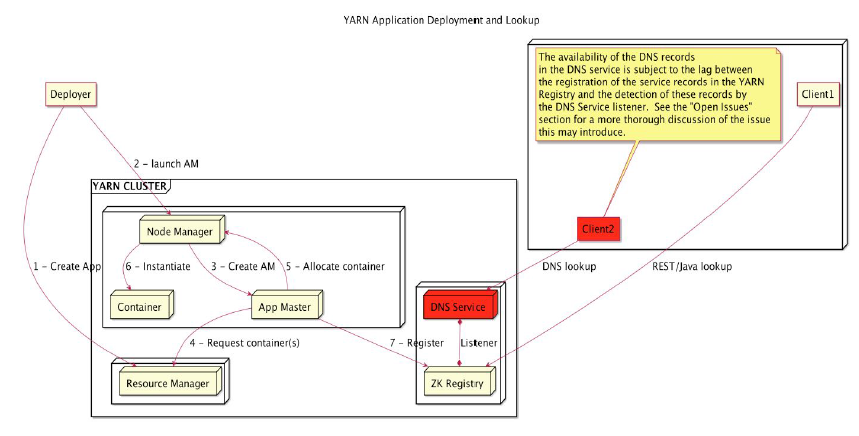 YARN Application Deployment and Lookup
The availability of the DNS records
in the DNS service is subject to the lag between
the registration of the service records in the YARN
Registry and the detection of these records by
the DNS Service listener. See the "Open Issues"
section for a more thorough discussion of the issue
this may introduce.
Deployer
Client1
2 - launch AM
YARN CLUSTER
Node Manager
Client2
1 - Create App
6 - Instantiate
3 - Create AM
5 - Allocate container
DNS lookup
REST/Java lookup
Container
App Master
DNS Service
4 - Request container(s)
7 - Register
Listener
Resource Manager
ZK Registry